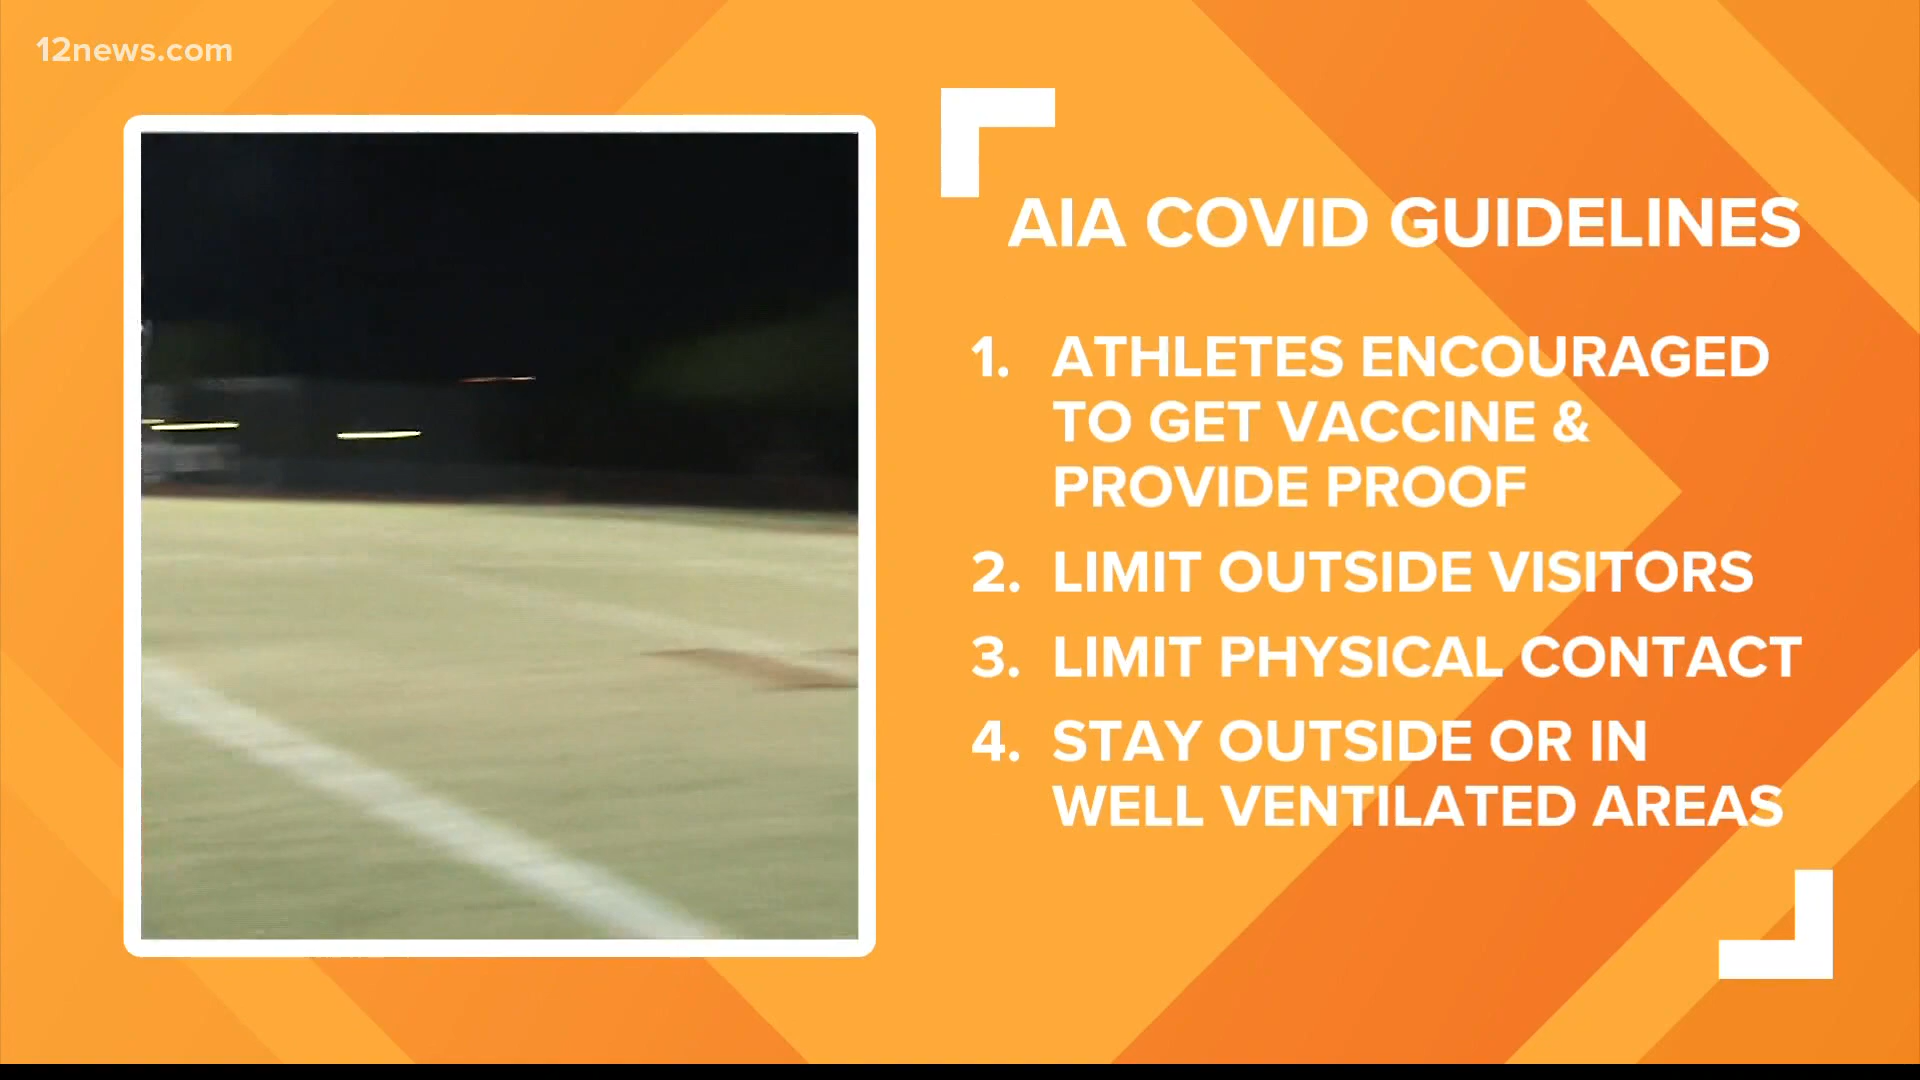 12news.com
AIA COVID GUIDELINES
1. ATHLETES ENCOURAGED
TO GET VACCINE &
PROVIDE PROOF
2. LIMIT OUTSIDE VISITORS
3. LIMIT PHYSICAL CONTACT
4. STAY OUTSIDE OR IN
WELL VENTILATED AREAS